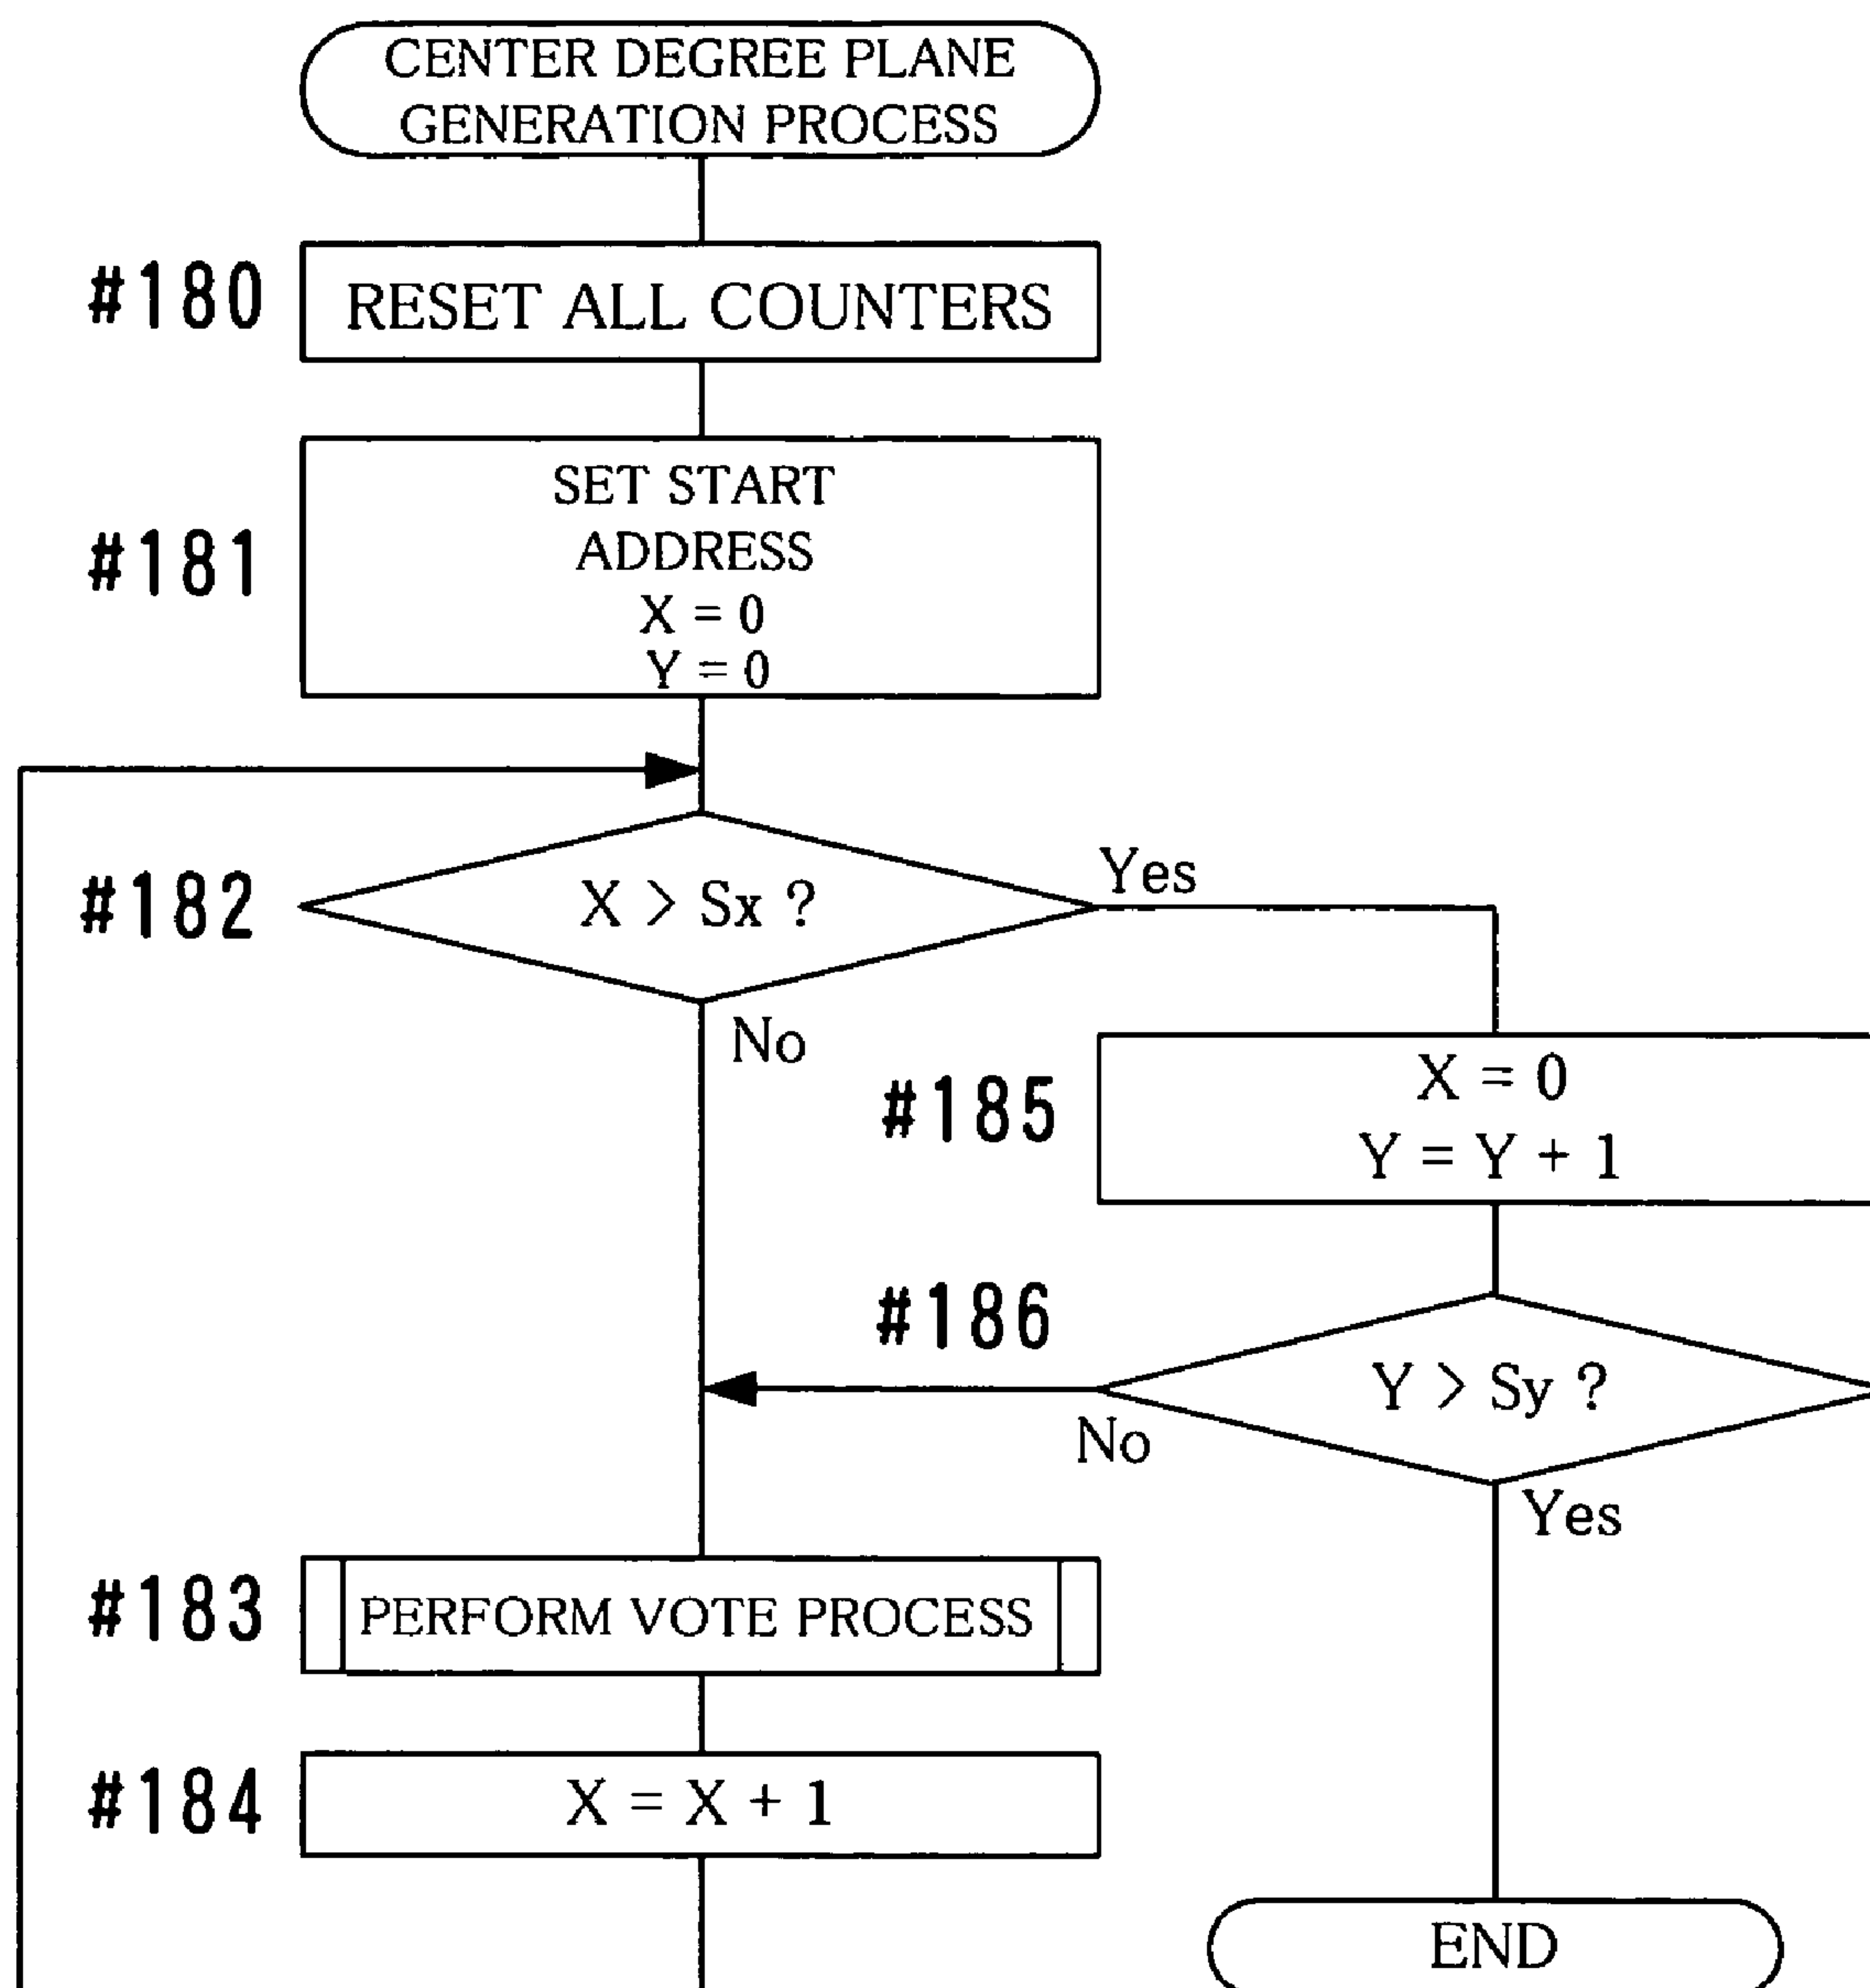 CENTER DEGREE PLANE
GENERATION PROCESS
#180
RESET ALL COUNTERS
#181
SET START
ADDRESS
X = 0
Y = 0
#182
X > Sx ?
Yes
No
#185
X = 0
Y = Y + 1
#186
Y > Sy ?
No
Yes
#183
PERFORM VOTE PROCESS
#184
X = X + 1
END